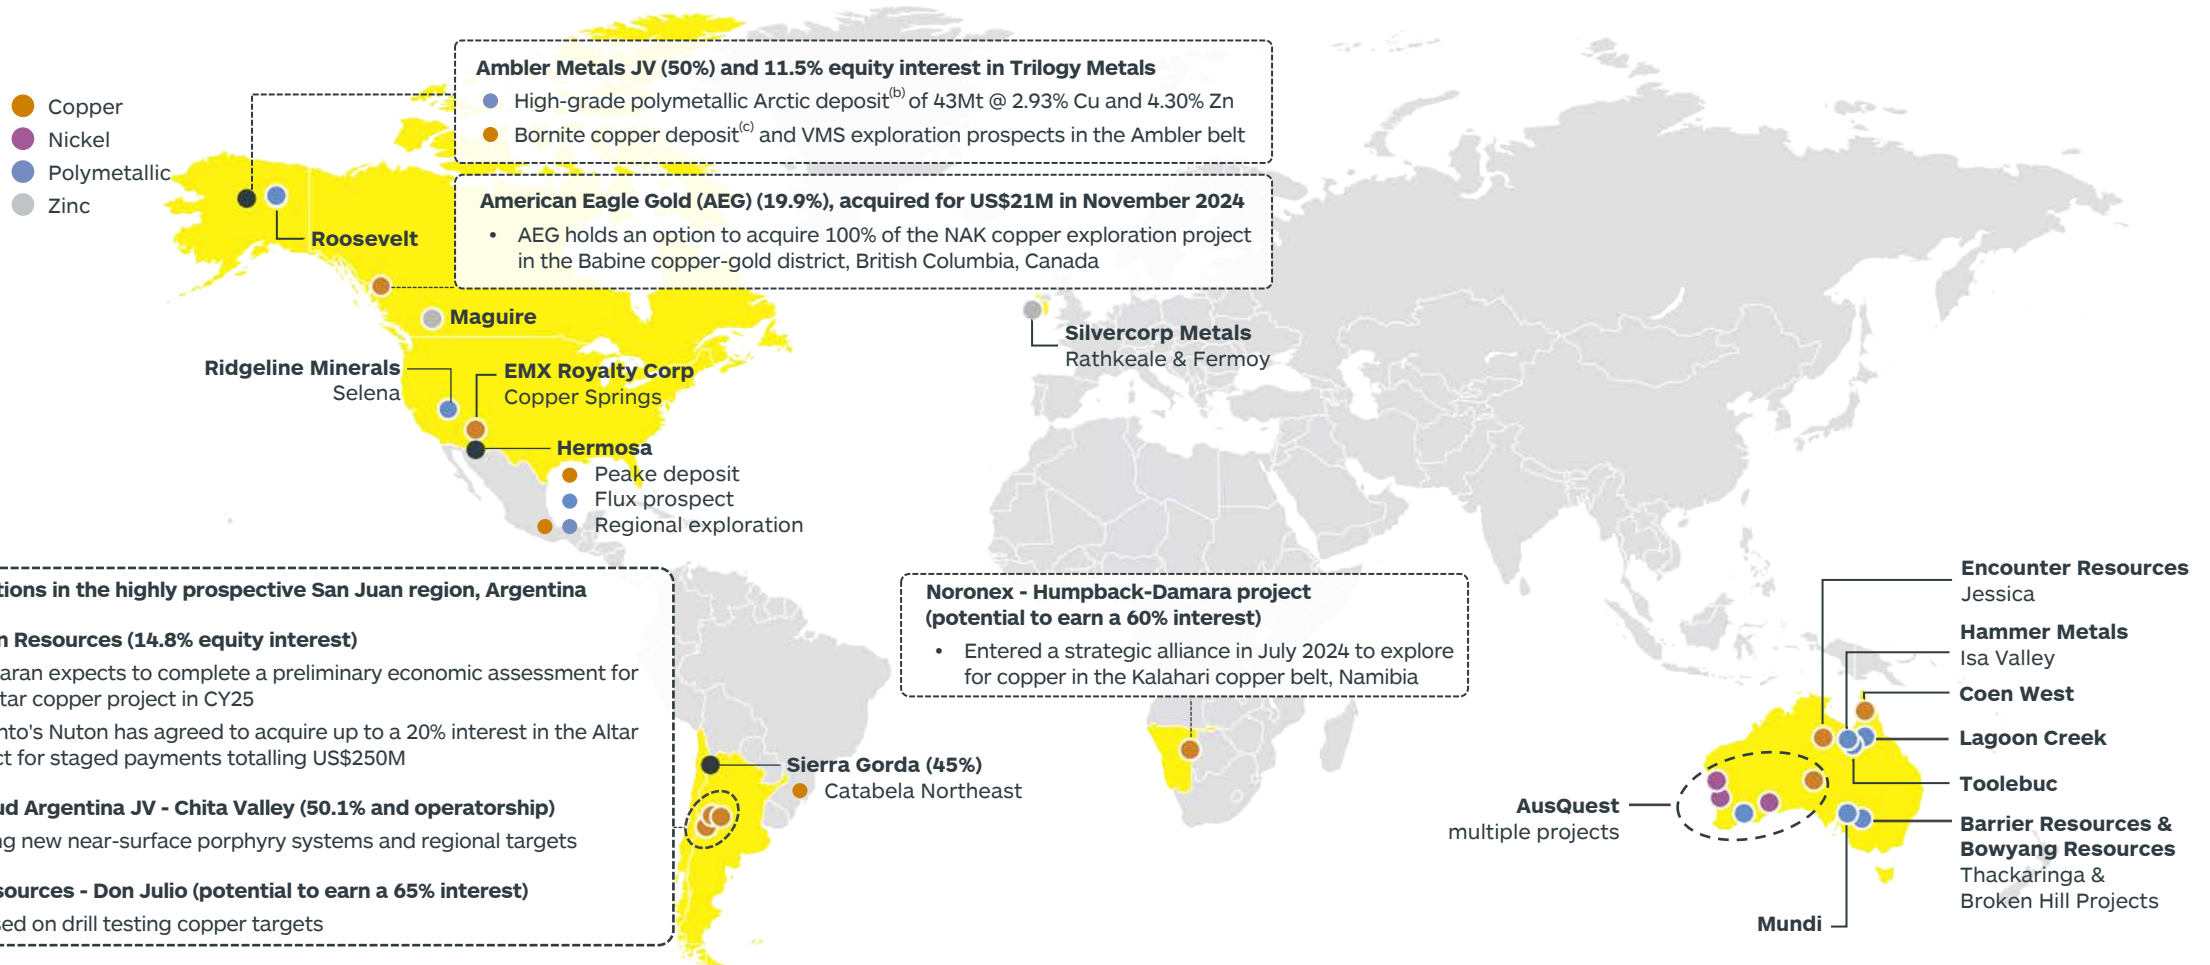 Copper
Nickel
Polymetallic
Zinc
Ambler Metals JV (50%) and 11.5% equity interest in Trilogy Metals
High-grade polymetallic Arctic deposit(b) of 43Mt @ 2.93% Cu and 4.30% Zn
Bornite copper deposit(c) and VMS exploration prospects in the Ambler belt
American Eagle Gold (AEG) (19.9%), acquired for US$21M in November 2024
• AEG holds an option to acquire 100% of the NAK copper exploration project
in the Babine copper-gold district, British Columbia, Canada
Roosevelt
Maguire
Ridgeline Minerals
Selena
EMX Royalty Corp
Copper Springs
Hermosa
Peake deposit
Flux prospect
Regional exploration
Silvercorp Metals
Rathkeale & Fermoy
tions in the highly prospective San Juan region, Argentina
n Resources (14.8% equity interest)
aran expects to complete a preliminary economic assessment for
tar copper project in CY25
nto's Nuton has agreed to acquire up to a 20% interest in the Altar
ct for staged payments totalling US$250M
ud Argentina JV - Chita Valley (50.1% and operatorship)
ng new near-surface porphyry systems and regional targets
sources - Don Julio (potential to earn a 65% interest)
sed on drill testing copper targets
Sierra Gorda (45%)
Catabela Northeast
Noronex - Humpback-Damara project
(potential to earn a 60% interest)
• Entered a strategic alliance in July 2024 to explore
for copper in the Kalahari copper belt, Namibia
AusQuest
multiple projects
Encounter Resources
Jessica
Hammer Metals
Isa Valley
Coen West
Lagoon Creek
Toolebuc
Barrier Resources &
Bowyang Resources
Thackaringa &
Broken Hill Projects
Mundi